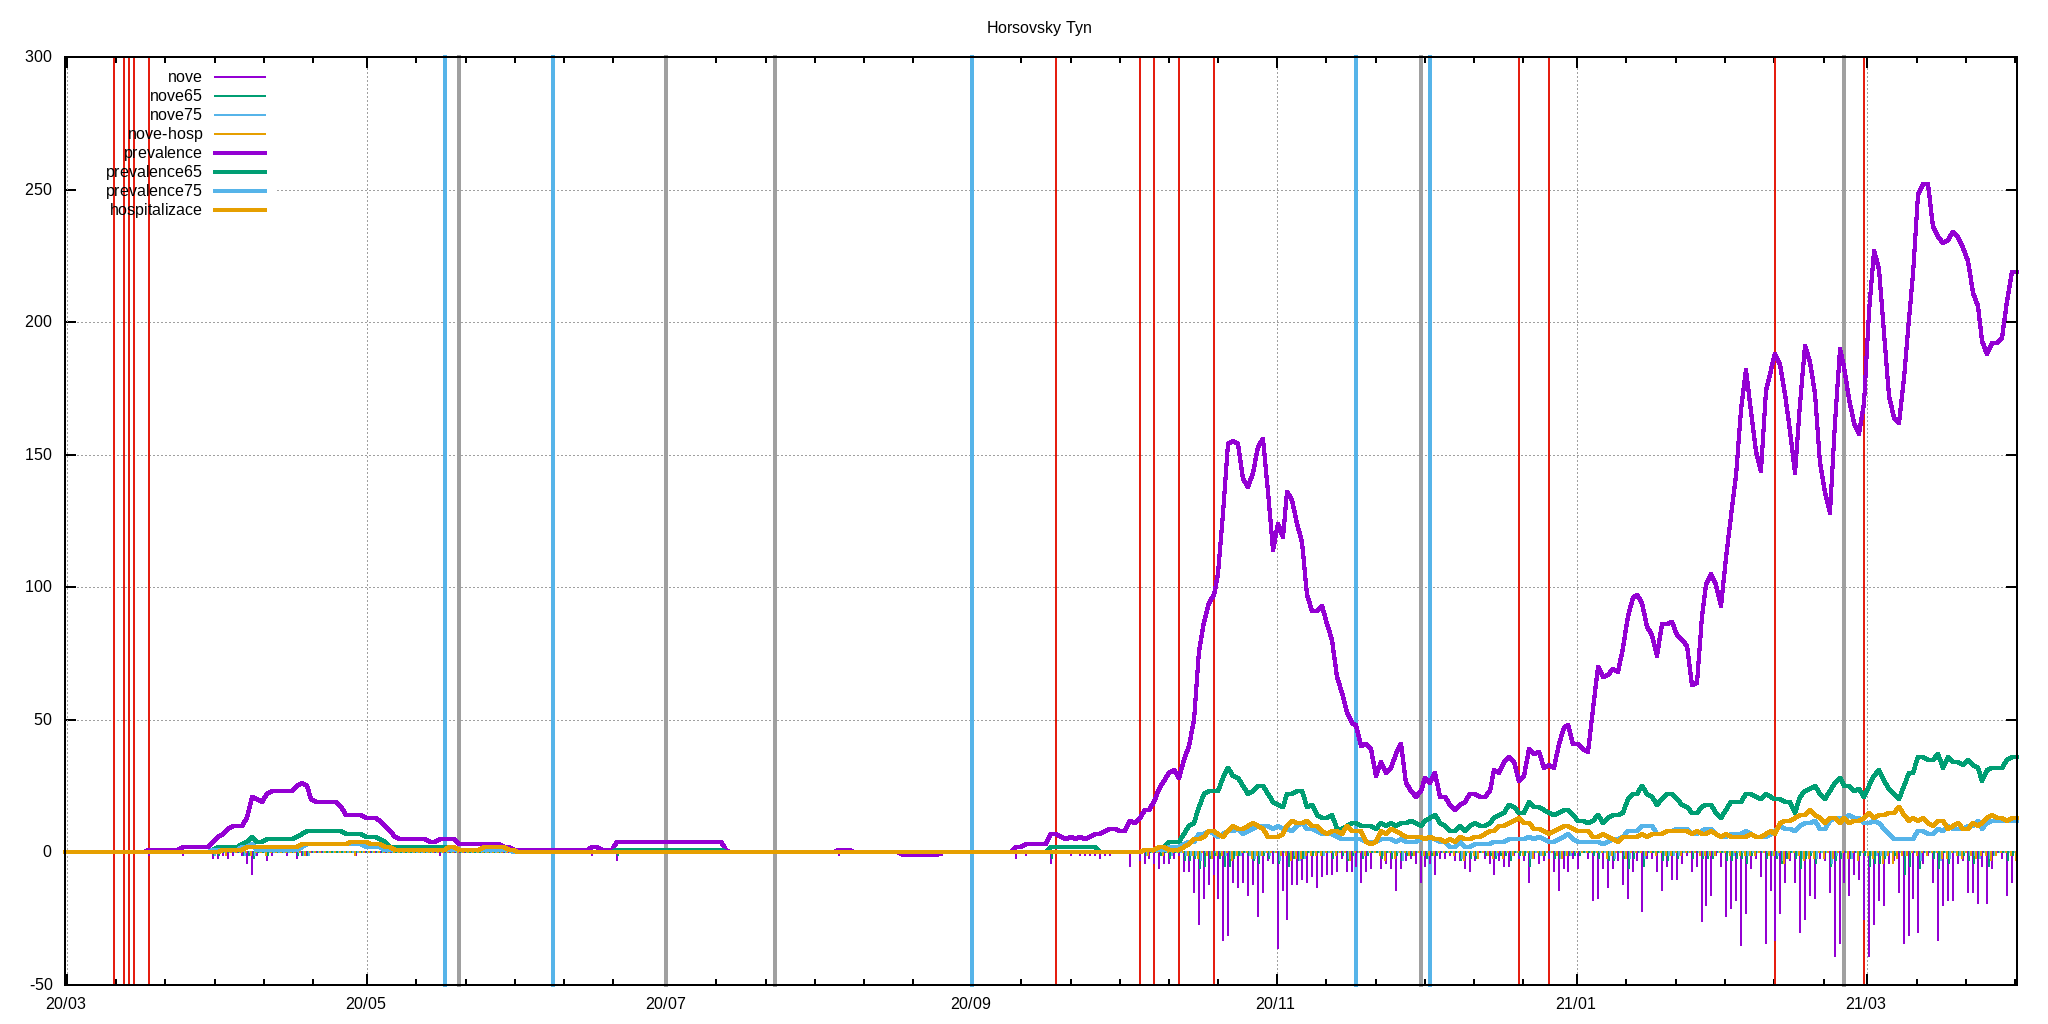 Horsovsky Tyn
300
250
200
150
100
50
0
-50
nove
nove65
nove75
nove-hosp
prevalence
prevalence65
prevalence75
hospitalizace
20/03 20/05 20/07 20/09 20/11 21/01 21/03